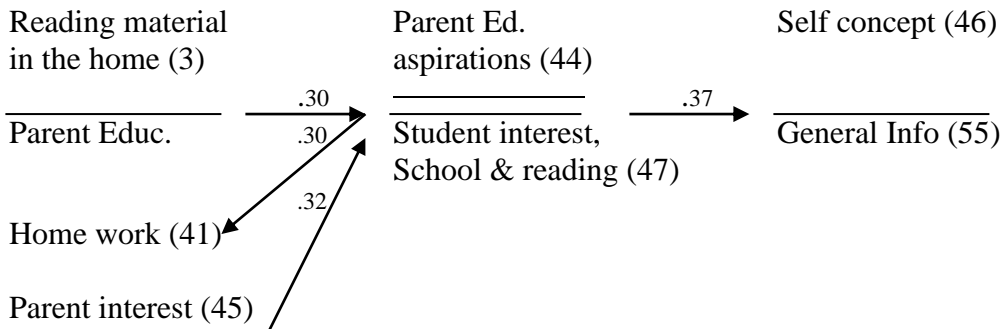 Reading material
in the home (3)
Parent Ed.
aspirations (44)
Self concept (46)
.30
.37
Parent Educ.
.30
Student interest,
School & reading (47)
General Info (55)
.32
Home work (41)
Parent interest (45)